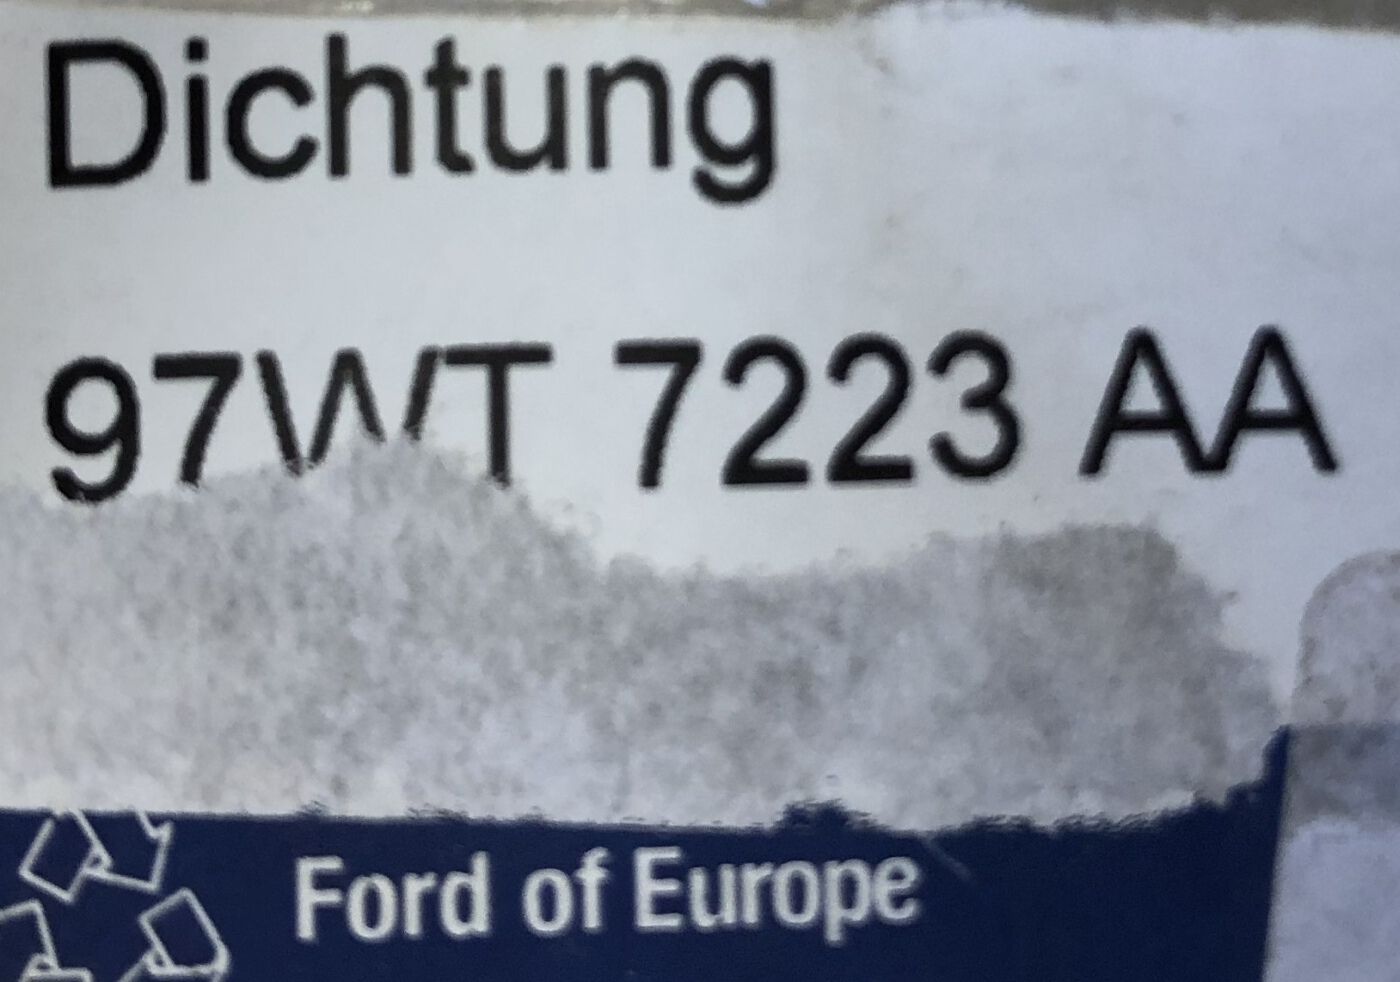 Dichtung
97WT 7223 AA
Ford of Europe